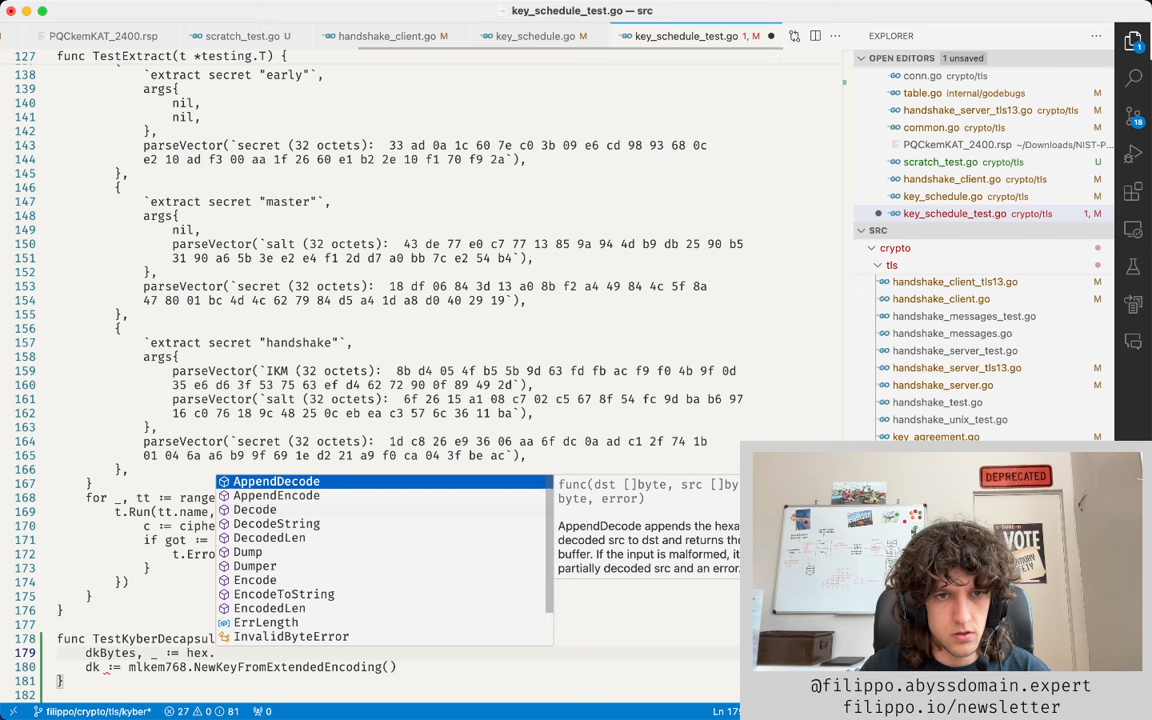 key_schedule_test.go — src
PQCkemKAT_2400.rsp
scratch_test.go U
handshake_client.go M
key_schedule.go M
key_schedule_test.go 1, M
EXPLORER
127 func TestExtract(t *testing.T) {
138 `extract secret "early"`,
139 args{
140 nil,
141 nil,
142 },
143 parseVector(`secret (32 octets): 33 ad 0a 1c 60 7e c0 3b 09 e6 cd 98 93 68 0c
144 e2 10 ad f3 00 aa 1f 26 60 e1 b2 2e 10 f1 70 f9 2a`),
145 },
146 {
147 `extract secret "master"`,
148 args{
149 nil,
150 parseVector(`salt (32 octets): 43 de 77 e0 c7 77 13 85 9a 94 4d b9 db 25 90 b5
151 31 90 a6 5b 3e e2 e4 f1 2d d7 a0 bb 7c e2 54 b4`),
152 },
153 parseVector(`secret (32 octets): 18 df 06 84 3d 13 a0 8b f2 a4 49 84 4c 5f 8a
154 47 80 01 bc 4d 4c 62 79 84 d5 a4 1d a8 d0 40 29 19`),
155 },
156 {
157 `extract secret "handshake"`,
158 args{
159 parseVector(`IKM (32 octets): 8b d4 05 4f b5 5b 9d 63 fd fb ac f9 f0 4b 9f 0d
160 35 e6 d6 3f 53 75 63 ef d4 62 72 90 0f 89 49 2d`),
161 parseVector(`salt (32 octets): 6f 26 15 a1 08 c7 02 c5 67 8f 54 fc 9d ba b6 97
162 16 c0 76 18 9c 48 25 0c eb ea c3 57 6c 36 11 ba`),
163 },
164 parseVector(`secret (32 octets): 1d c8 26 e9 36 06 aa 6f dc 0a ad c1 2f 74 1b
165 01 04 6a a6 b9 9f 69 1e d2 21 a9 f0 ca 04 3f be ac`),
166 },
167 }
168 for _, tt := range
169 t.Run(tt.name,
170 c := ciphe
171 if got :=
172 t.Erro
173 }
174 })
175 }
176 }
177
178 func TestKyberDecapsul
179 dkBytes, _ := hex.
180 dk := mlkem768.NewKeyFromExtendedEncoding()
181 }
182
AppendDecode
AppendEncode
Decode
DecodeString
DecodedLen
Dump
Dumper
Encode
EncodeToString
EncodedLen
ErrLength
InvalidByteError
func(dst []byte, src []by
byte, error)
AppendDecode appends the hexa
decoded src to dst and returns the
buffer. If the input is malformed, it
partially decoded src and an error.
OPEN EDITORS 1 unsaved
conn.go crypto/tls
table.go internal/godebugs M
handshake_server_tls13.go crypto/tls M
common.go crypto/tls M
PQCkemKAT_2400.rsp ~/Downloads/NIST-P...
scratch_test.go crypto/tls U
handshake_client.go crypto/tls M
key_schedule.go crypto/tls M
key_schedule_test.go crypto/tls 1, M
SRC
crypto
tls
handshake_client_tls13.go M
handshake_client.go M
handshake_messages_test.go
handshake_messages.go
handshake_server_test.go
handshake_server_tls13.go M
handshake_server.go M
handshake_test.go
handshake_unix_test.go
key_agreement.go M
1
18
DEPRECATED
VOTE
@filippo.abyssdomain.expert
filippo.io/newsletter
filippo/crypto/tls/kyber* 27 0 81 0
Ln 17